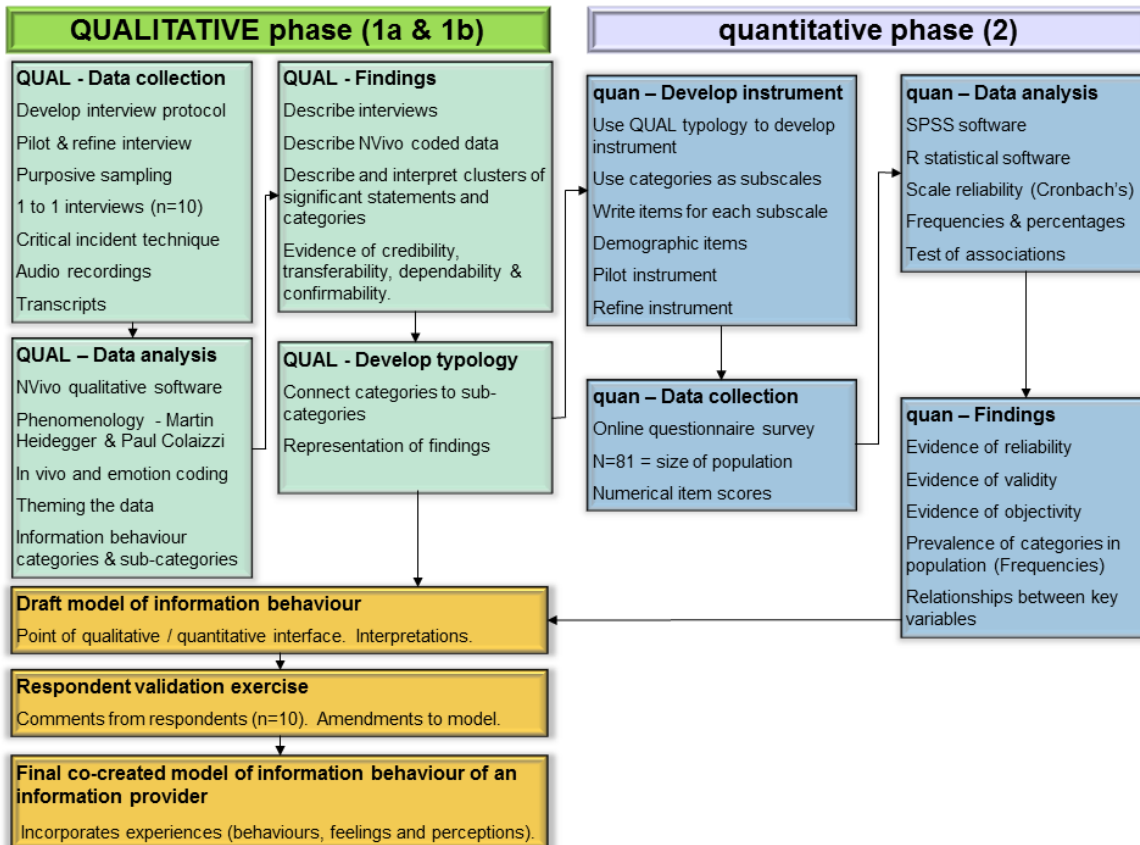 QUALITATIVE phase (1a & 1b)
QUAL - Data collection
Develop interview protocol
Pilot & refine interview
Purposive sampling
1 to 1 interviews (n=10)
Critical incident technique
Audio recordings
Transcripts
QUAL – Data analysis
NVivo qualitative software
Phenomenology - Martin
Heidegger & Paul Colaizzi
In vivo and emotion coding
Theming the data
Information behaviour
categories & sub-categories
QUAL - Findings
Describe interviews
Describe NVivo coded data
Describe and interpret clusters of
significant statements and
categories
Evidence of credibility,
transferability, dependability &
confirmability.
QUAL - Develop typology
Connect categories to sub-
categories
Representation of findings
quantitative phase (2)
quan – Develop instrument
Use QUAL typology to develop
instrument
Use categories as subscales
Write items for each subscale
Demographic items
Pilot instrument
Refine instrument
quan – Data collection
Online questionnaire survey
N=81 = size of population
Numerical item scores
quan – Data analysis
SPSS software
R statistical software
Scale reliability (Cronbach's)
Frequencies & percentages
Test of associations
quan – Findings
Evidence of reliability
Evidence of validity
Evidence of objectivity
Prevalence of categories in
population (Frequencies)
Relationships between key
variables
Draft model of information behaviour
Point of qualitative / quantitative interface. Interpretations.
Respondent validation exercise
Comments from respondents (n=10). Amendments to model.
Final co-created model of information behaviour of an
information provider
Incorporates experiences (behaviours, feelings and perceptions).